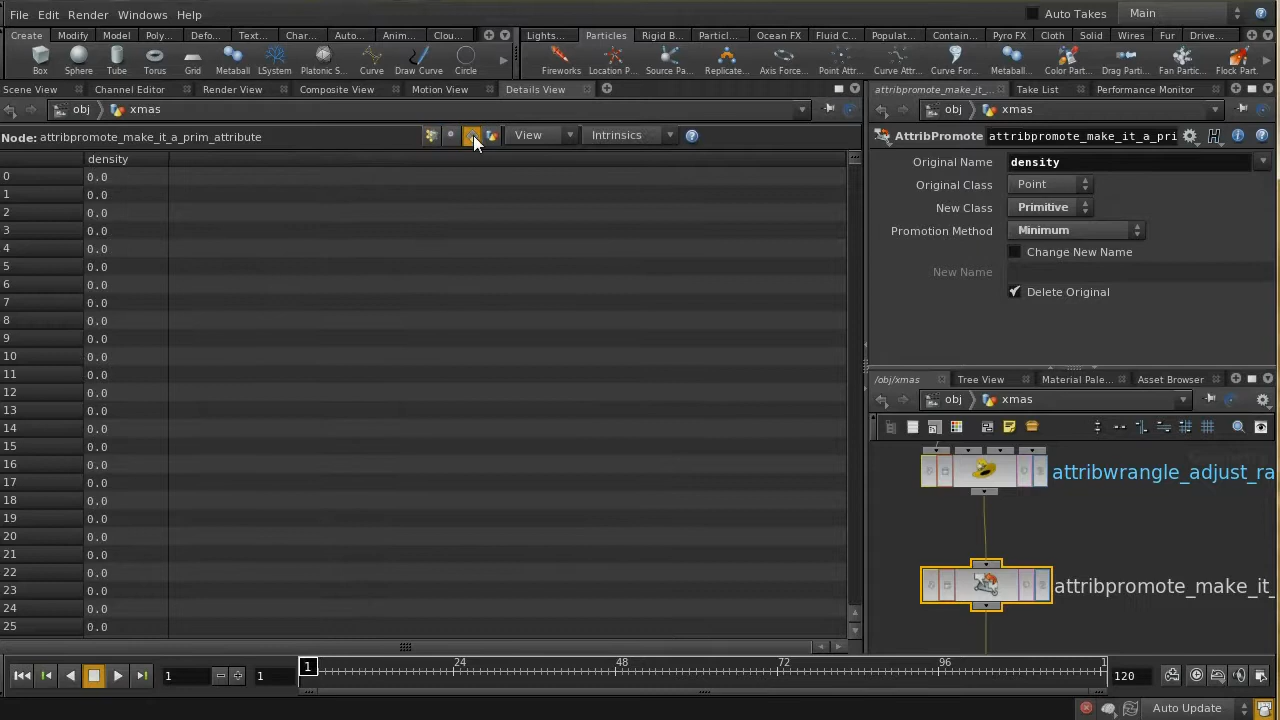 File Edit Render Windows Help Auto Takes Main
Create Modify Model Poly... Defo... Text... Char... Auto... Anim... Clou... Lights... Particles Rigid B... Particl... Ocean FX Fluid C... Populat... Contain... Pyro FX Cloth Solid Wires Fur Drive...
Box Sphere Tube Torus Grid Metaball LSystem Platonic S... Curve Draw Curve Circle Fireworks Location P... Source Pa... Replicate... Axis Force... Point Attr... Curve Attr... Curve For... Metaball... Color Part... Drag Parti... Fan Partic... Flock Part.
Scene View Channel Editor Render View Composite View Motion View Details View attribpromote_make_it_... Take List Performance Monitor
obj xmas obj xmas
Node: attribpromote_make_it_a_prim_attribute View Intrinsics AttribPromote attribpromote_make_it_a_pri
density
0 0.0
1 0.0
2 0.0
3 0.0
4 0.0
5 0.0
6 0.0
7 0.0
8 0.0
9 0.0
10 0.0
11 0.0
12 0.0
13 0.0
14 0.0
15 0.0
16 0.0
17 0.0
18 0.0
19 0.0
20 0.0
21 0.0
22 0.0
23 0.0
24 0.0
25 0.0
Original Name density
Original Class Point
New Class Primitive
Promotion Method Minimum
Change New Name
New Name
Delete Original
/obj/xmas Tree View Material Pale... Asset Browser
obj xmas
attribwrangle_adjust_ra
attribpromote_make_it_
1 1 1 24 48 72 96 1 120
Auto Update